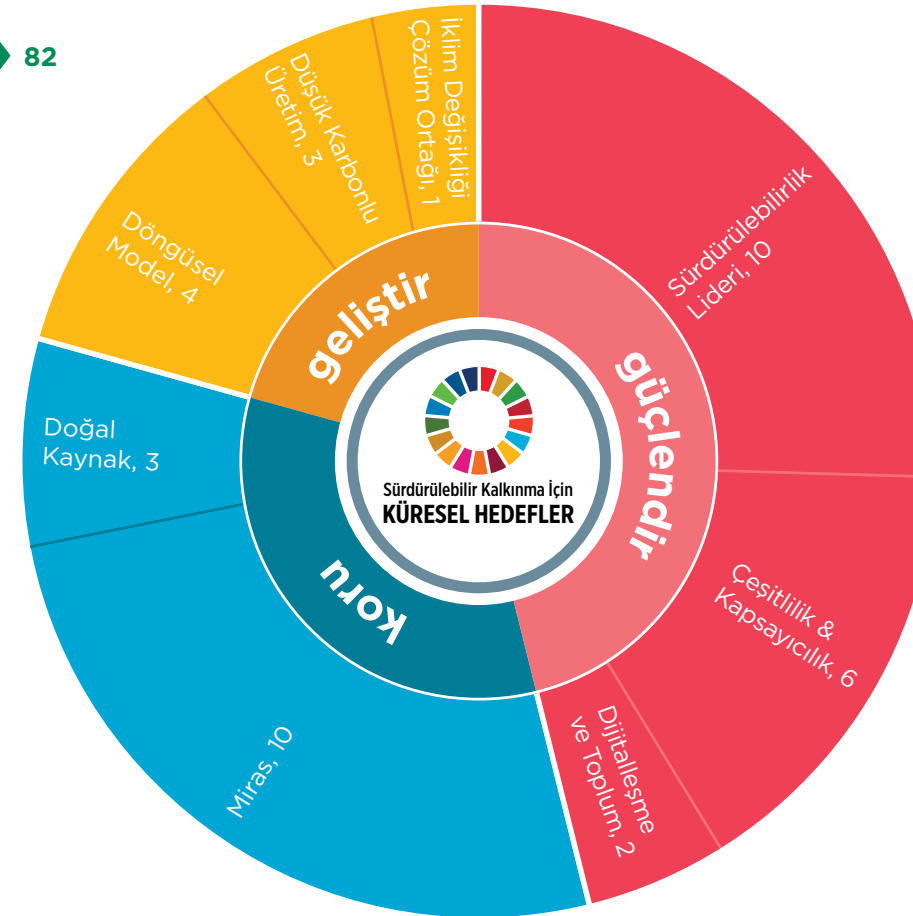 82
İklim Değişikliği
Çözüm Ortağı, 1
Düşük Karbonlu
Üretim, 3
Döngüsel
Model, 4
geliştir
Sürdürülebilirlik
Lideri, 10
güçlendir
Çeşitlilik &
Kapsayıcılık, 6
Dijitalleşme
ve Toplum, 2
Doğal
Kaynak, 3
koru
Miras, 10
Sürdürülebilir Kalkınma İçin
KÜRESEL HEDEFLER